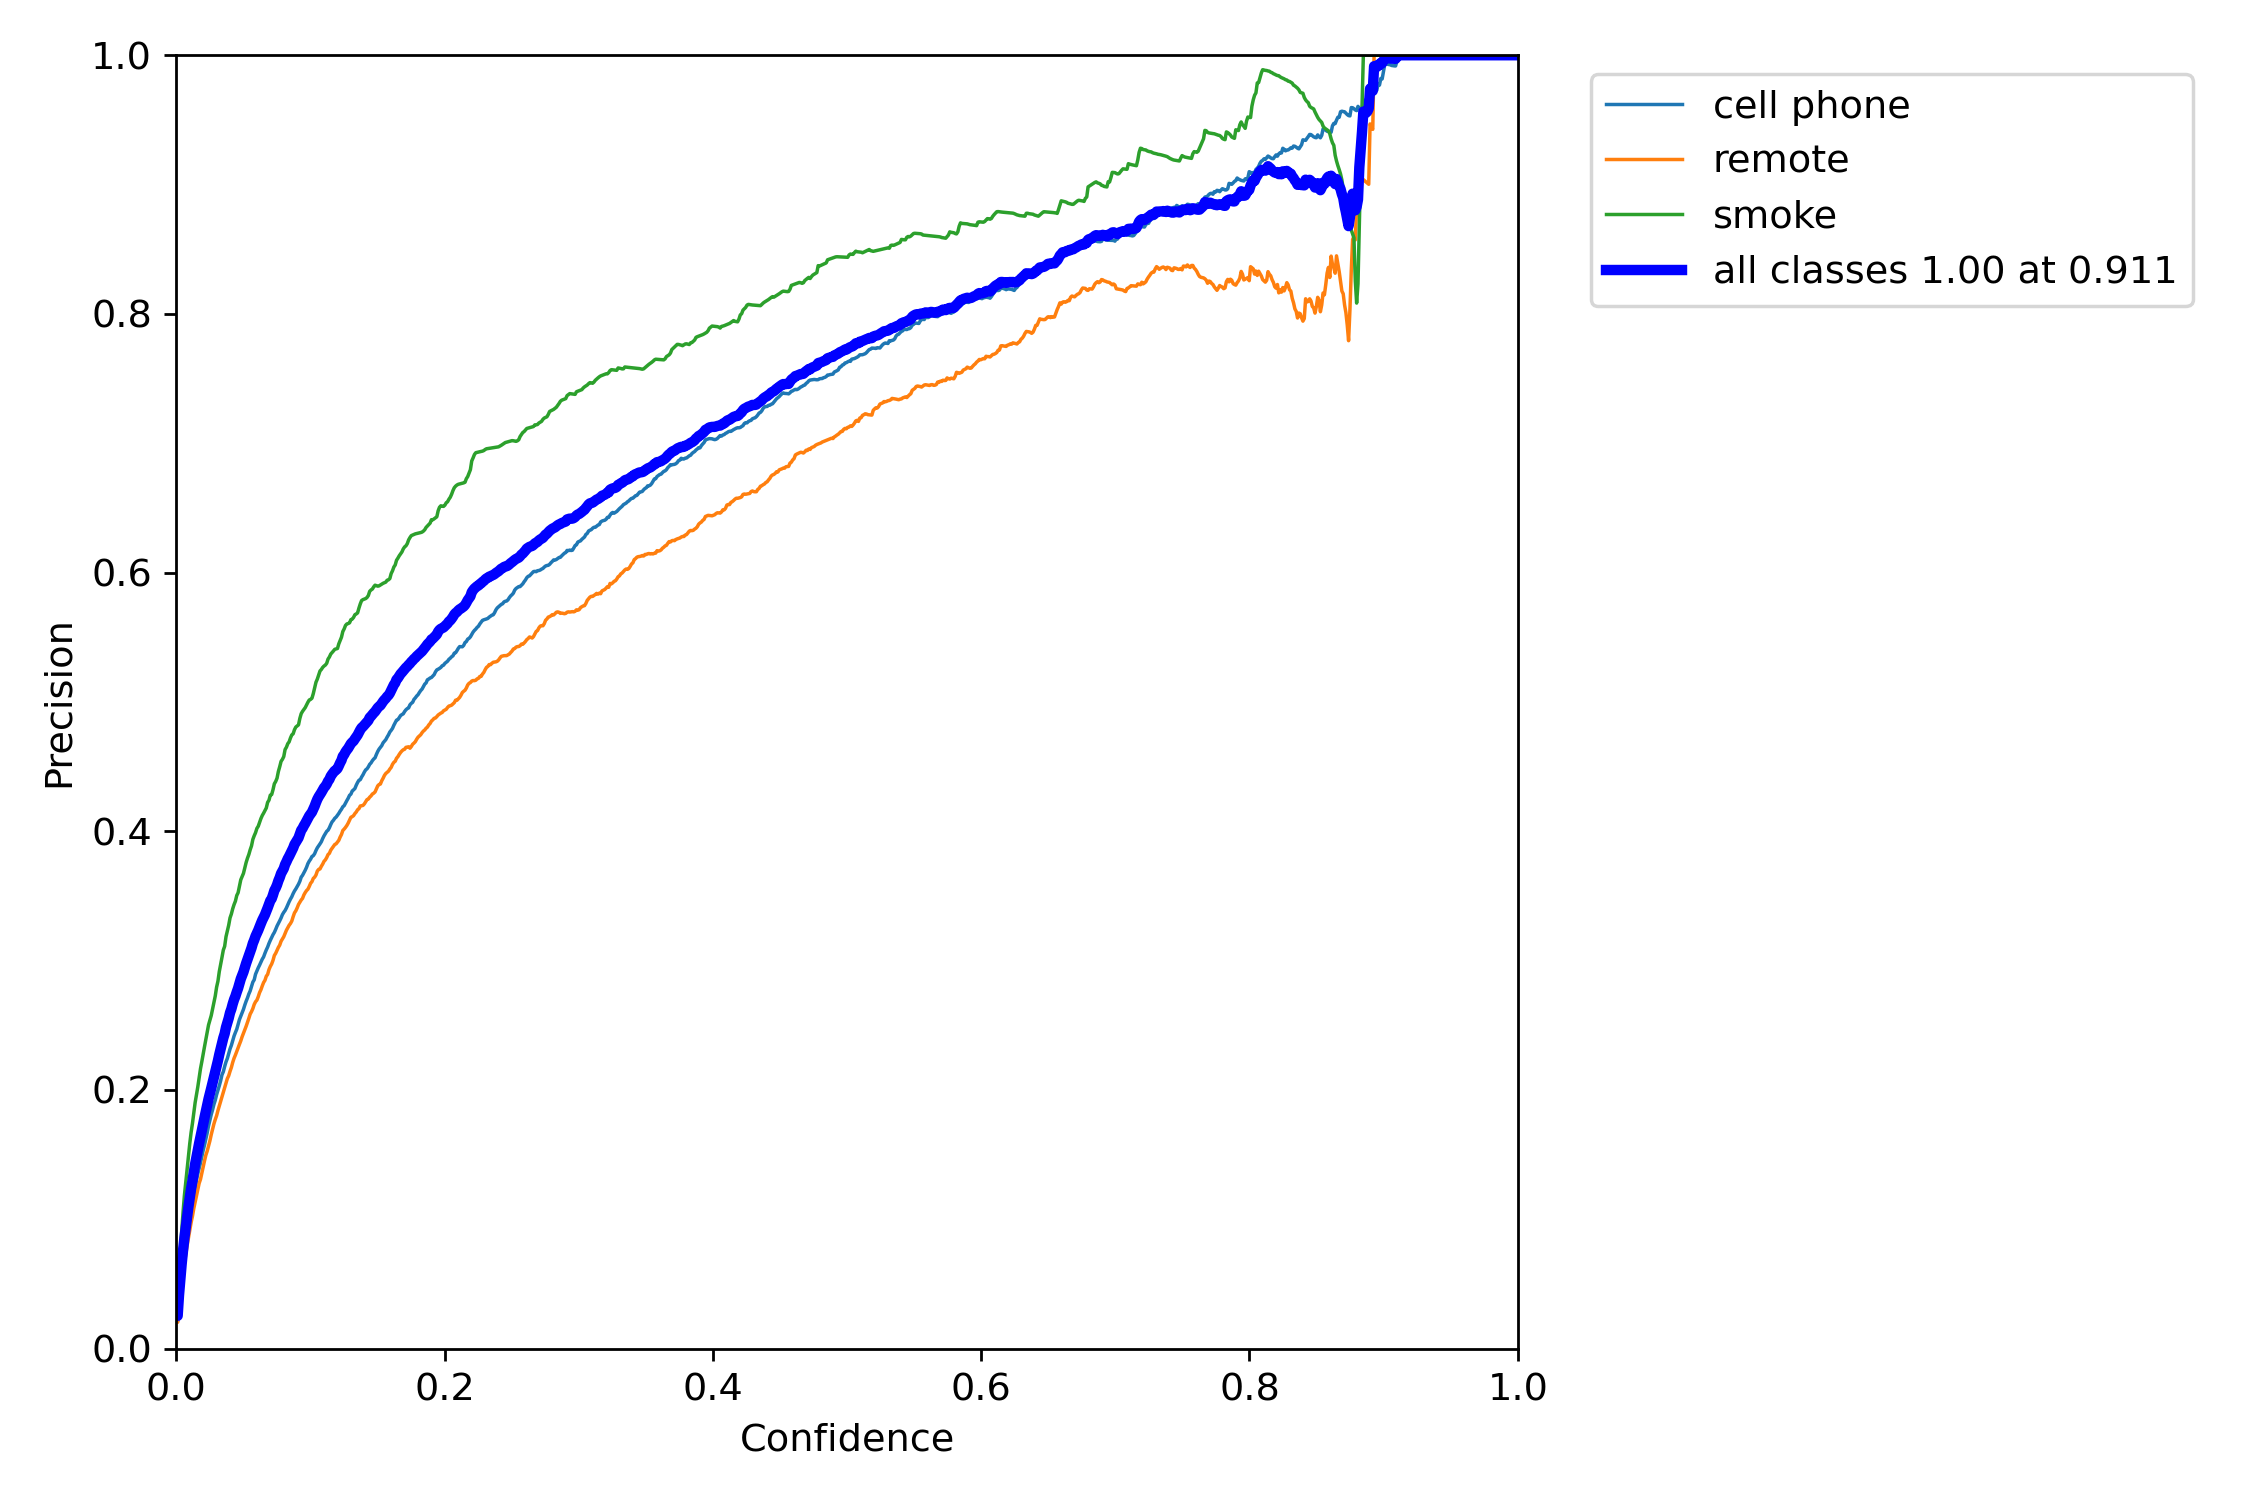 1.0
0.8
0.6
0.4
0.2
0.0
Precision
0.0 0.2 0.4 0.6 0.8 1.0
Confidence
cell phone
remote
smoke
all classes 1.00 at 0.911